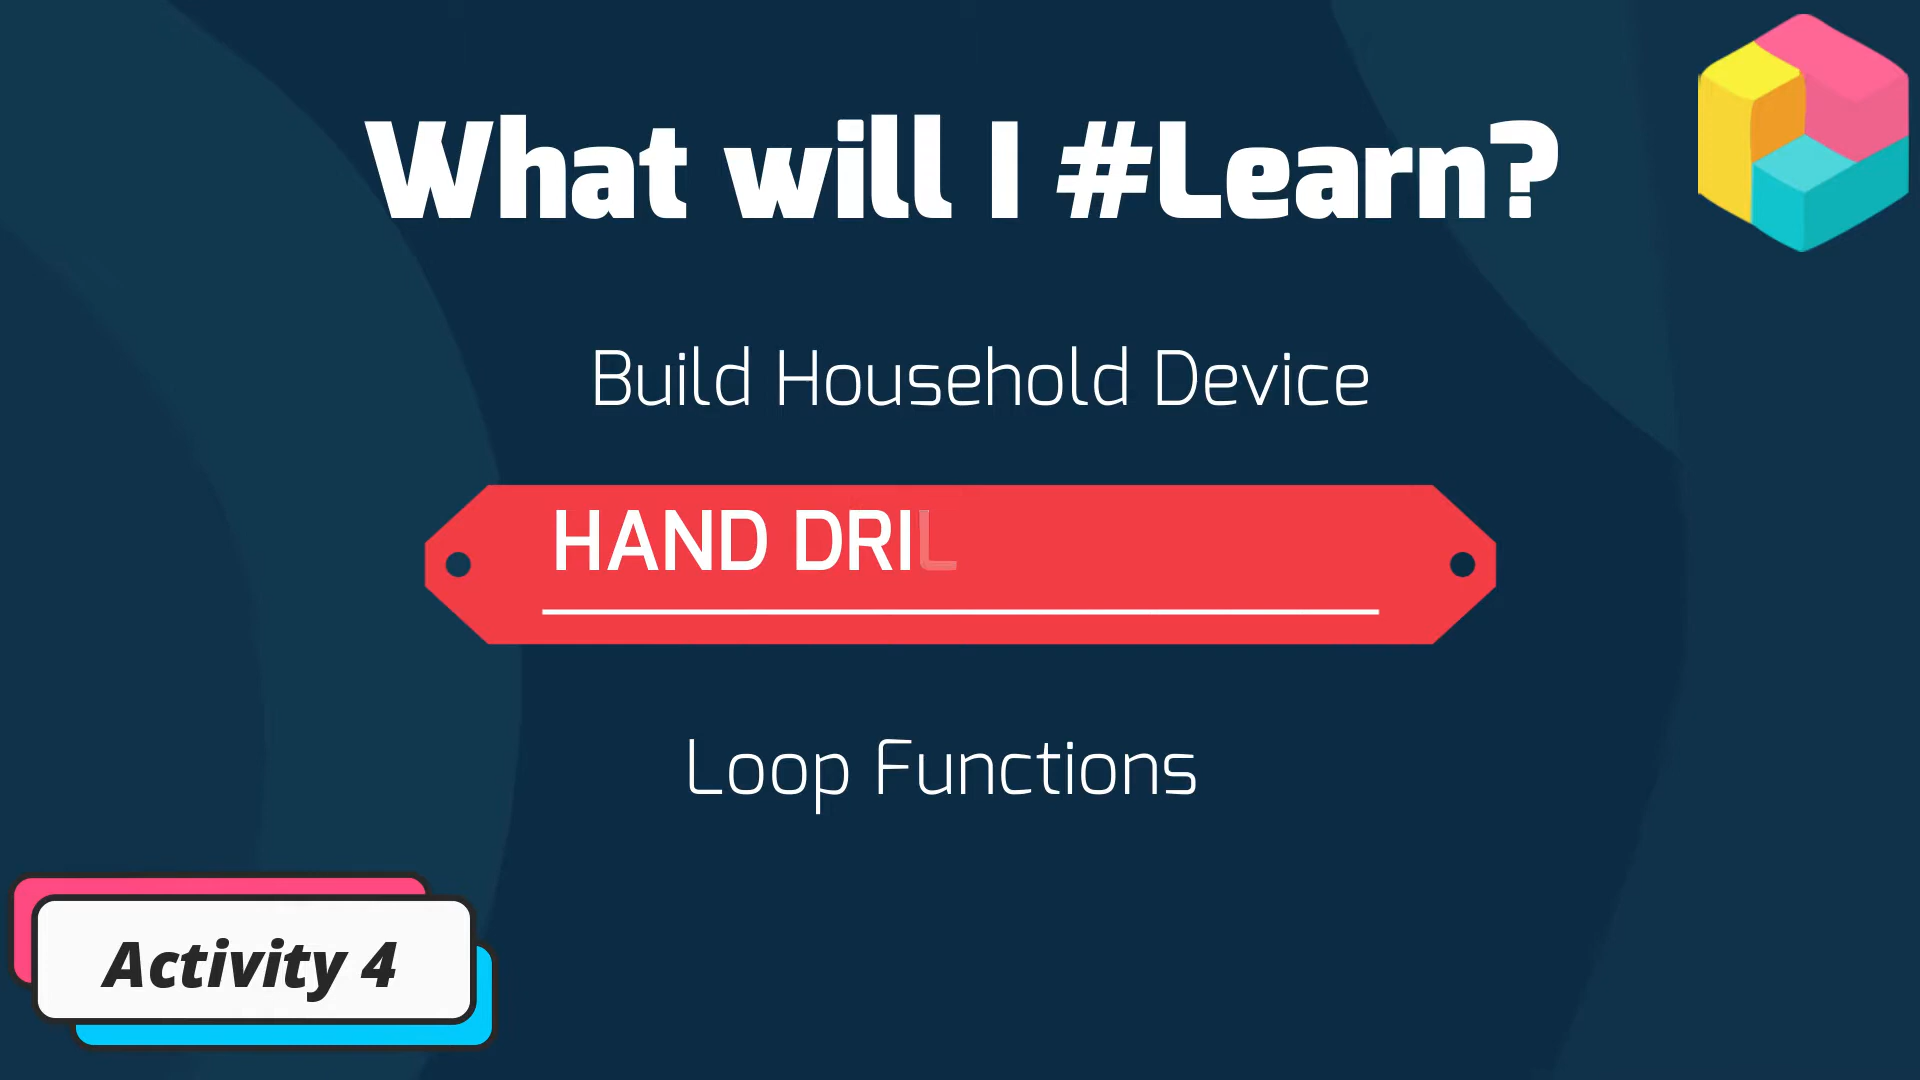 What will I #Learn?
Build Household Device
HAND DRIL
Loop Functions
Activity 4